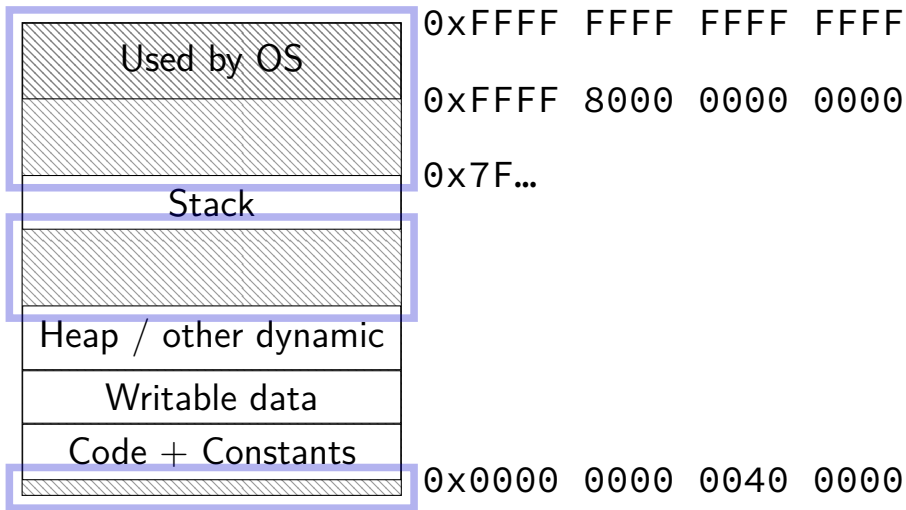 0xFFFF FFFF FFFF FFFF
Used by OS
0xFFFF 8000 0000 0000
0x7F…
Stack
Heap / other dynamic
Writable data
Code + Constants
0x0000 0000 0040 0000